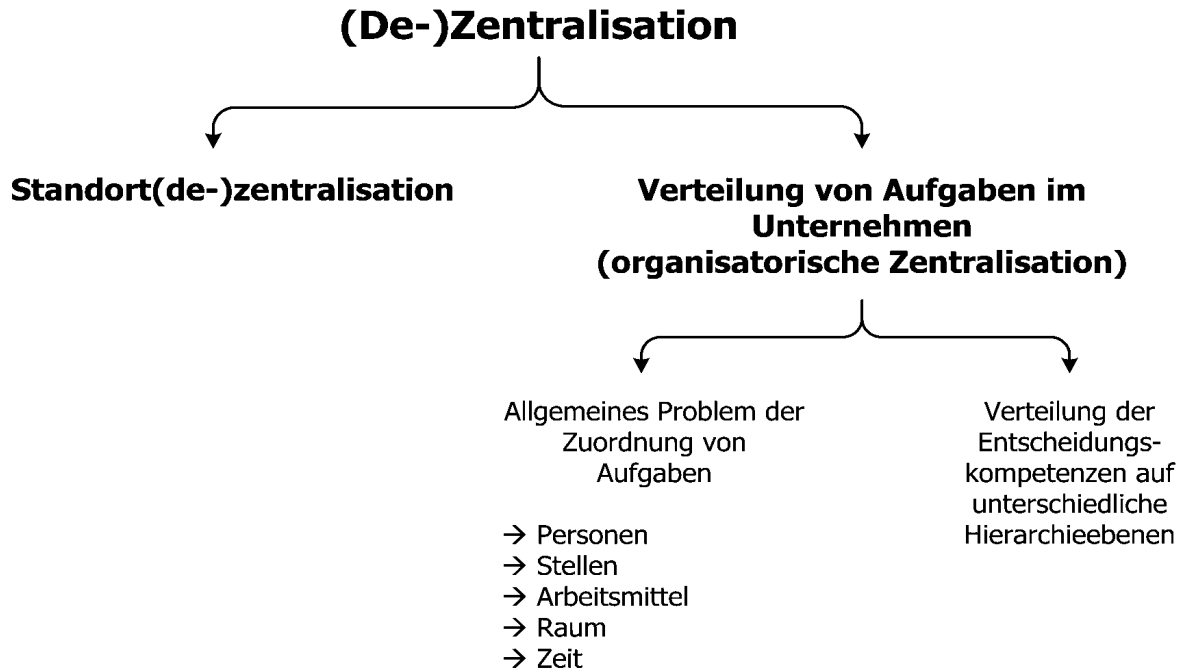 (De-)Zentralisation
Standort(de-)zentralisation
Verteilung von Aufgaben im
Unternehmen
(organisatorische Zentralisation)
Allgemeines Problem der
Zuordnung von
Aufgaben
→ Personen
→ Stellen
→ Arbeitsmittel
→ Raum
→ Zeit
Verteilung der
Entscheidungs-
kompetenzen auf
unterschiedliche
Hierarchieebenen